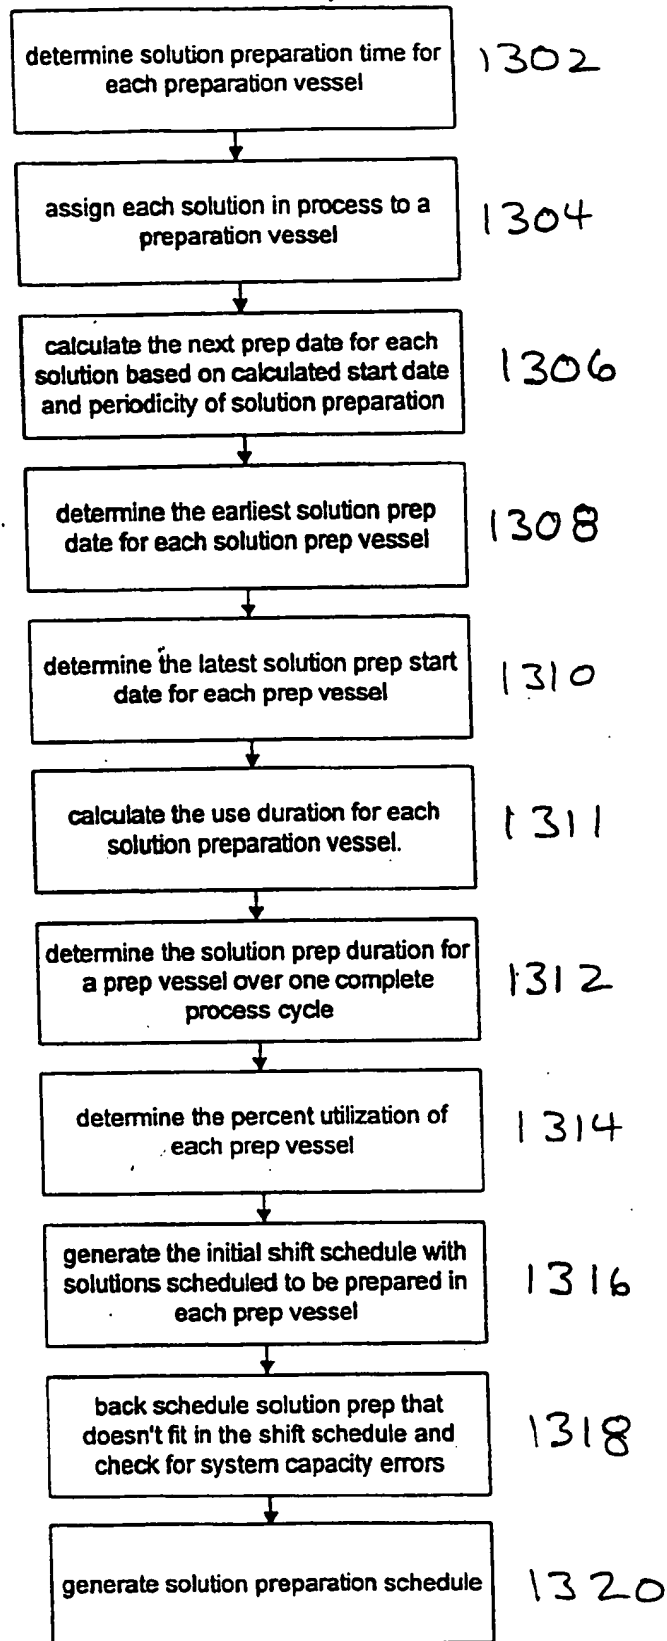 determine solution preparation time for
each preparation vessel
1302
assign each solution in process to a
preparation vessel
1304
calculate the next prep date for each
solution based on calculated start date
and periodicity of solution preparation
1306
determine the earliest solution prep
date for each solution prep vessel
1308
determine the latest solution prep start
date for each prep vessel
1310
calculate the use duration for each
solution preparation vessel.
1311
determine the solution prep duration for
a prep vessel over one complete
process cycle
1312
determine the percent utilization of
each prep vessel
1314
generate the initial shift schedule with
solutions scheduled to be prepared in
each prep vessel
1316
back schedule solution prep that
doesn't fit in the shift schedule and
check for system capacity errors
1318
generate solution preparation schedule
1320